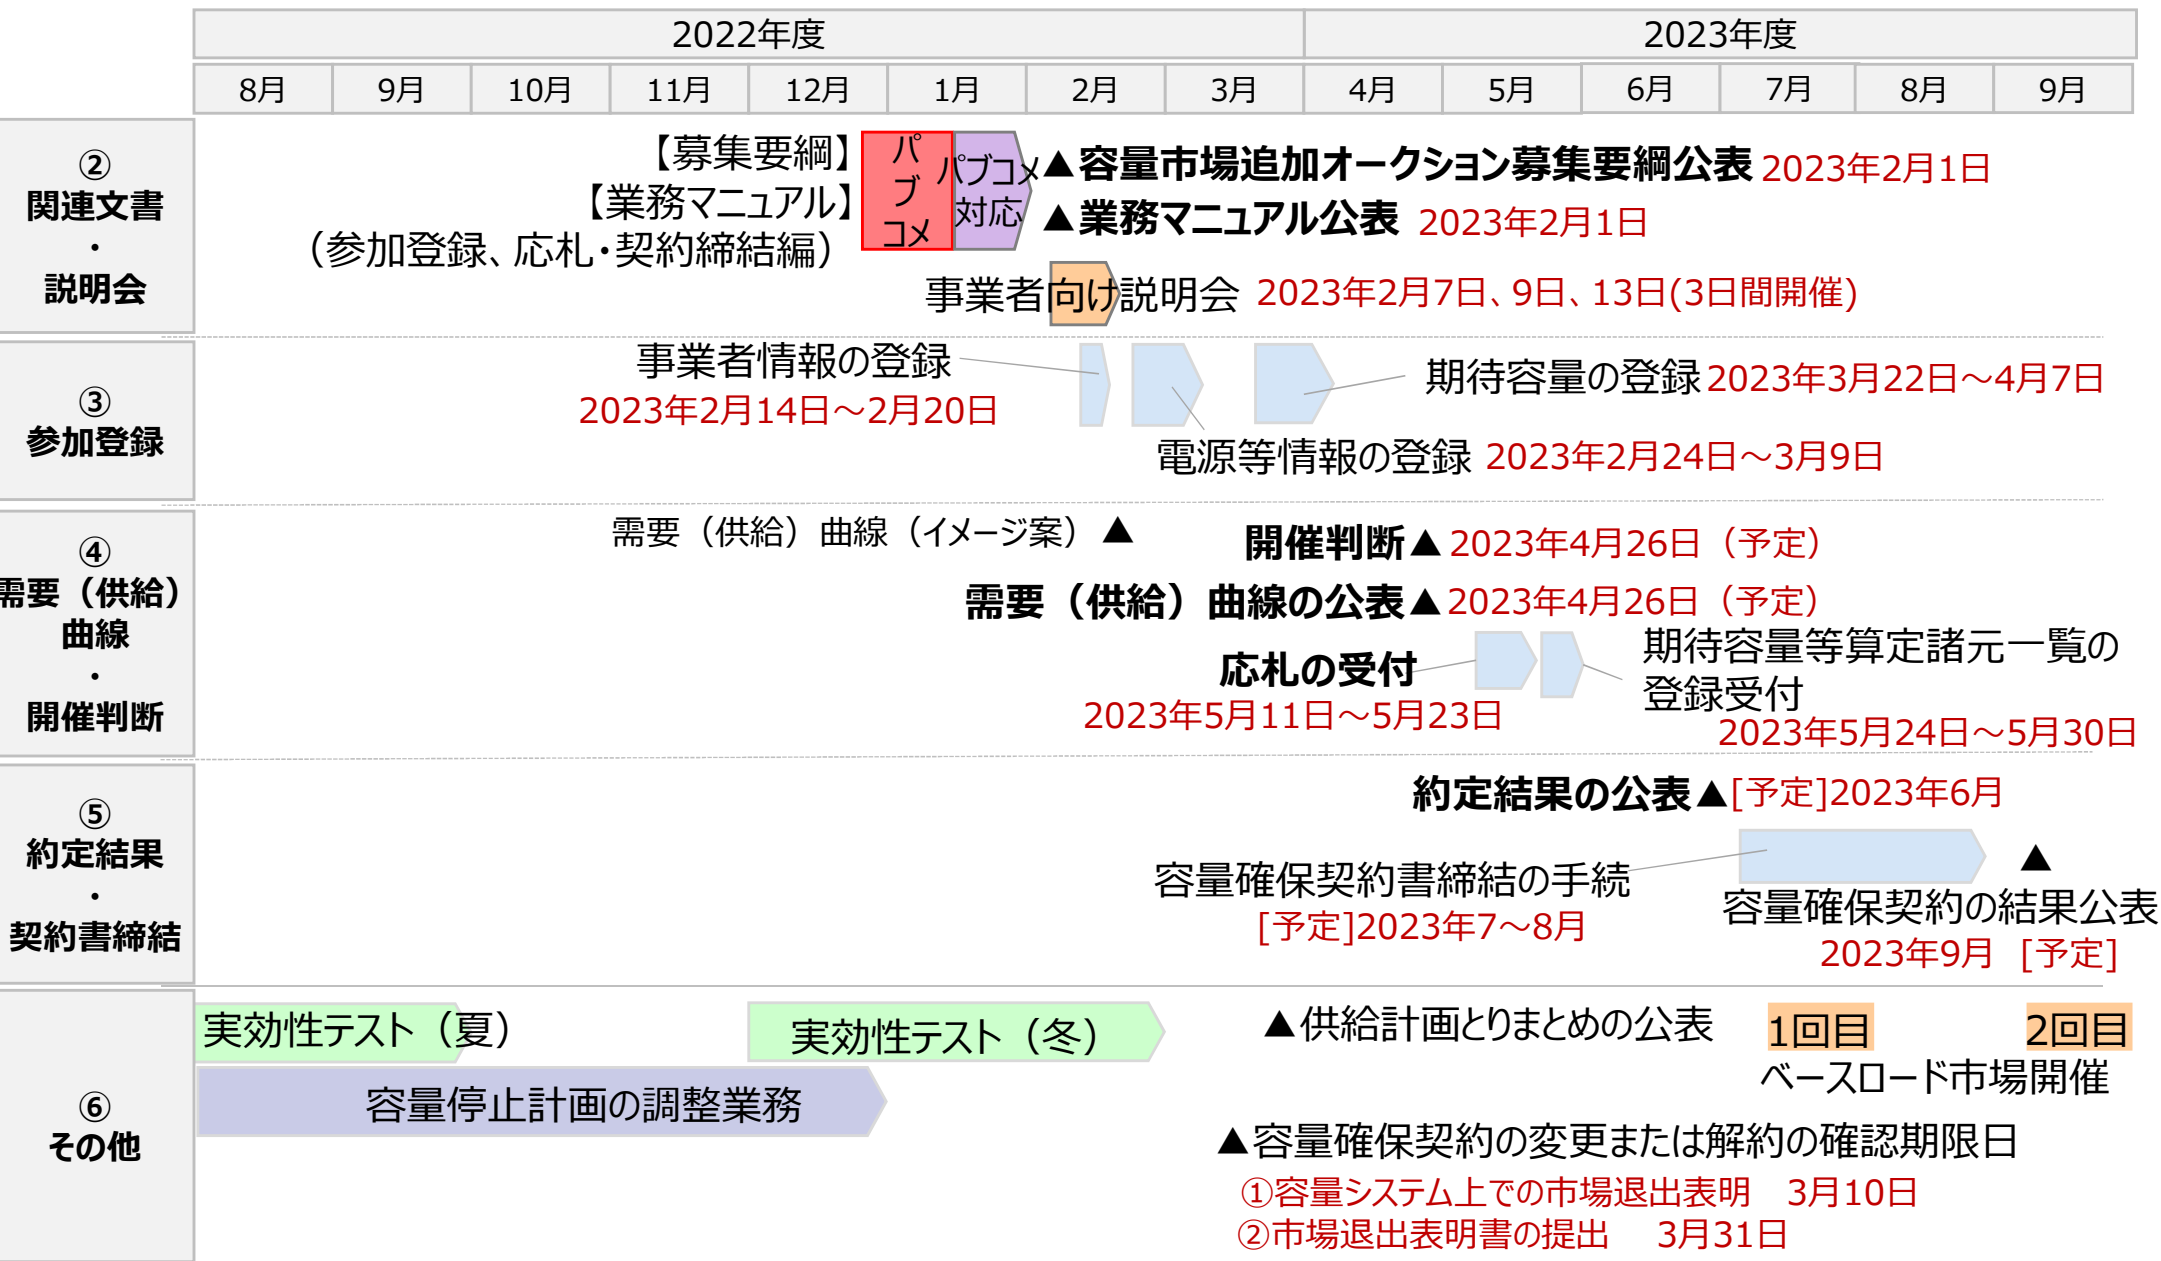 2022年度
2023年度
8月
9月
10月
11月
12月
1月
2月
3月
4月
5月
6月
7月
8月
9月
②
関連文書
・
説明会
【募集要綱】
【業務マニュアル】
（参加登録、応札・契約締結編）
パ
ブ
コメ
パブコメ
対応
▲容量市場追加オークション募集要綱公表 2023年2月1日
▲業務マニュアル公表 2023年2月1日
事業者向け説明会 2023年2月7日、9日、13日(3日間開催)
③
参加登録
事業者情報の登録
2023年2月14日～2月20日
期待容量の登録 2023年3月22日～4月7日
電源等情報の登録 2023年2月24日～3月9日
④
需要（供給）
曲線
・
開催判断
需要（供給）曲線（イメージ案）▲
開催判断▲ 2023年4月26日（予定）
需要（供給）曲線の公表▲ 2023年4月26日（予定）
応札の受付
2023年5月11日～5月23日
期待容量等算定諸元一覧の
登録受付
2023年5月24日～5月30日
⑤
約定結果
・
契約書締結
約定結果の公表▲[予定]2023年6月
容量確保契約書締結の手続
[予定]2023年7～8月
▲
容量確保契約の結果公表
2023年9月 [予定]
⑥
その他
実効性テスト（夏）
実効性テスト（冬）
▲供給計画とりまとめの公表
1回目
2回目
ベースロード市場開催
容量停止計画の調整業務
▲容量確保契約の変更または解約の確認期限日
①容量システム上での市場退出表明 3月10日
②市場退出表明書の提出 3月31日